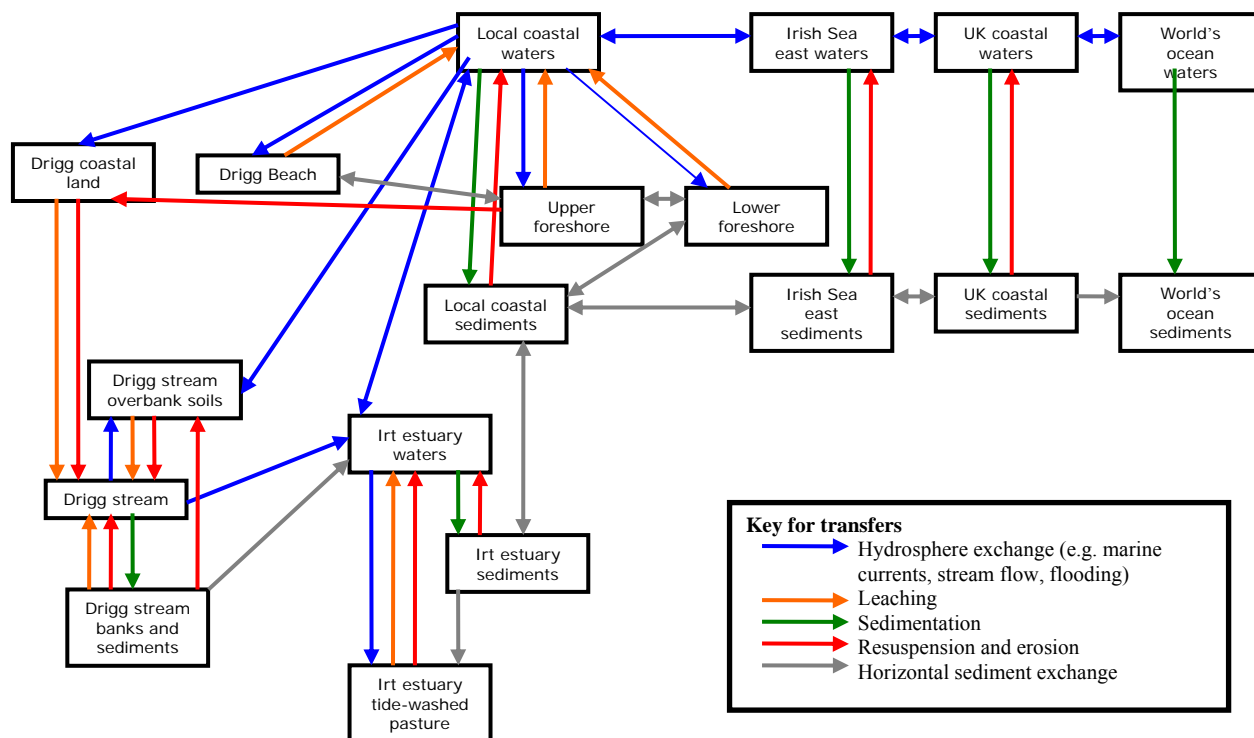 Local coastal
waters
Irish Sea
east waters
UK coastal
waters
World's
ocean
waters
Drigg coastal
land
Drigg Beach
Upper
foreshore
Lower
foreshore
Local coastal
sediments
Irish Sea
east
sediments
UK coastal
sediments
World's
ocean
sediments
Drigg stream
overbank soils
Irt estuary
waters
Drigg stream
Irt estuary
sediments
Drigg stream
banks and
sediments
Irt estuary
tide-washed
pasture
Key for transfers
Hydrosphere exchange (e.g. marine
currents, stream flow, flooding)
Leaching
Sedimentation
Resuspension and erosion
Horizontal sediment exchange